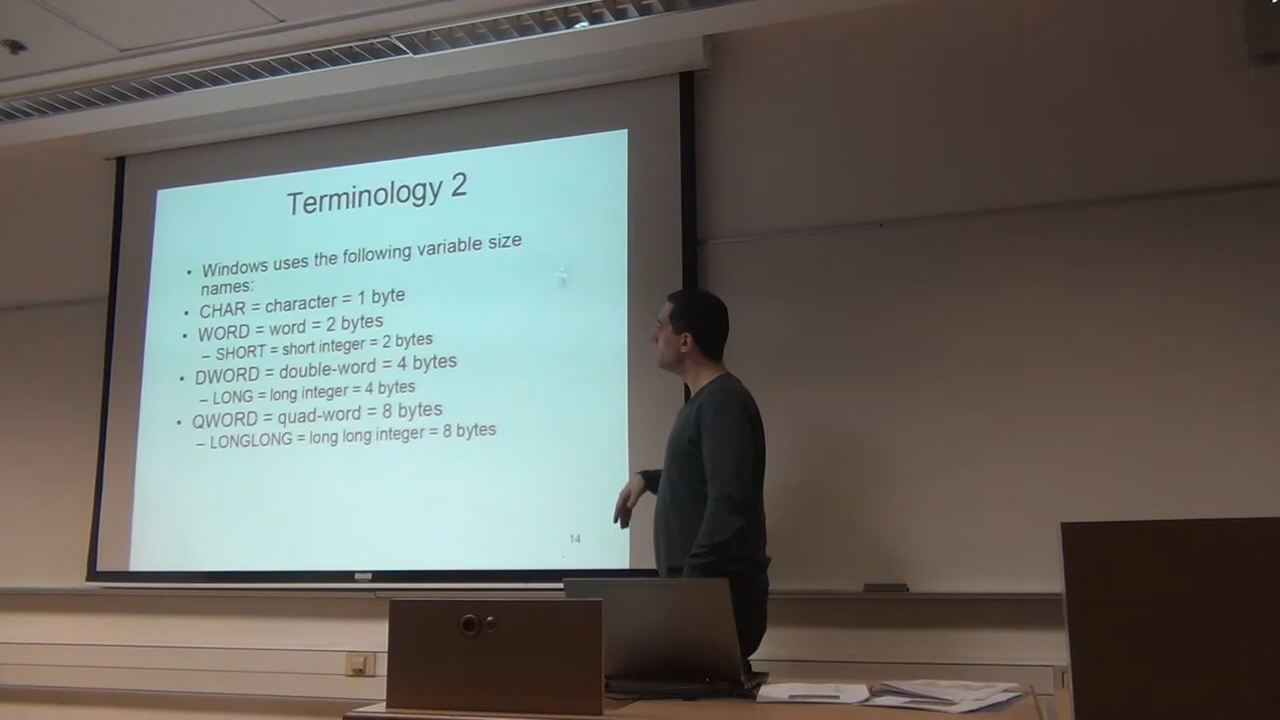 Terminology 2
• Windows uses the following variable size
names:
• CHAR = character = 1 byte
• WORD = word = 2 bytes
– SHORT = short integer = 2 bytes
• DWORD = double-word = 4 bytes
– LONG = long integer = 4 bytes
• QWORD = quad-word = 8 bytes
– LONGLONG = long long integer = 8 bytes
14